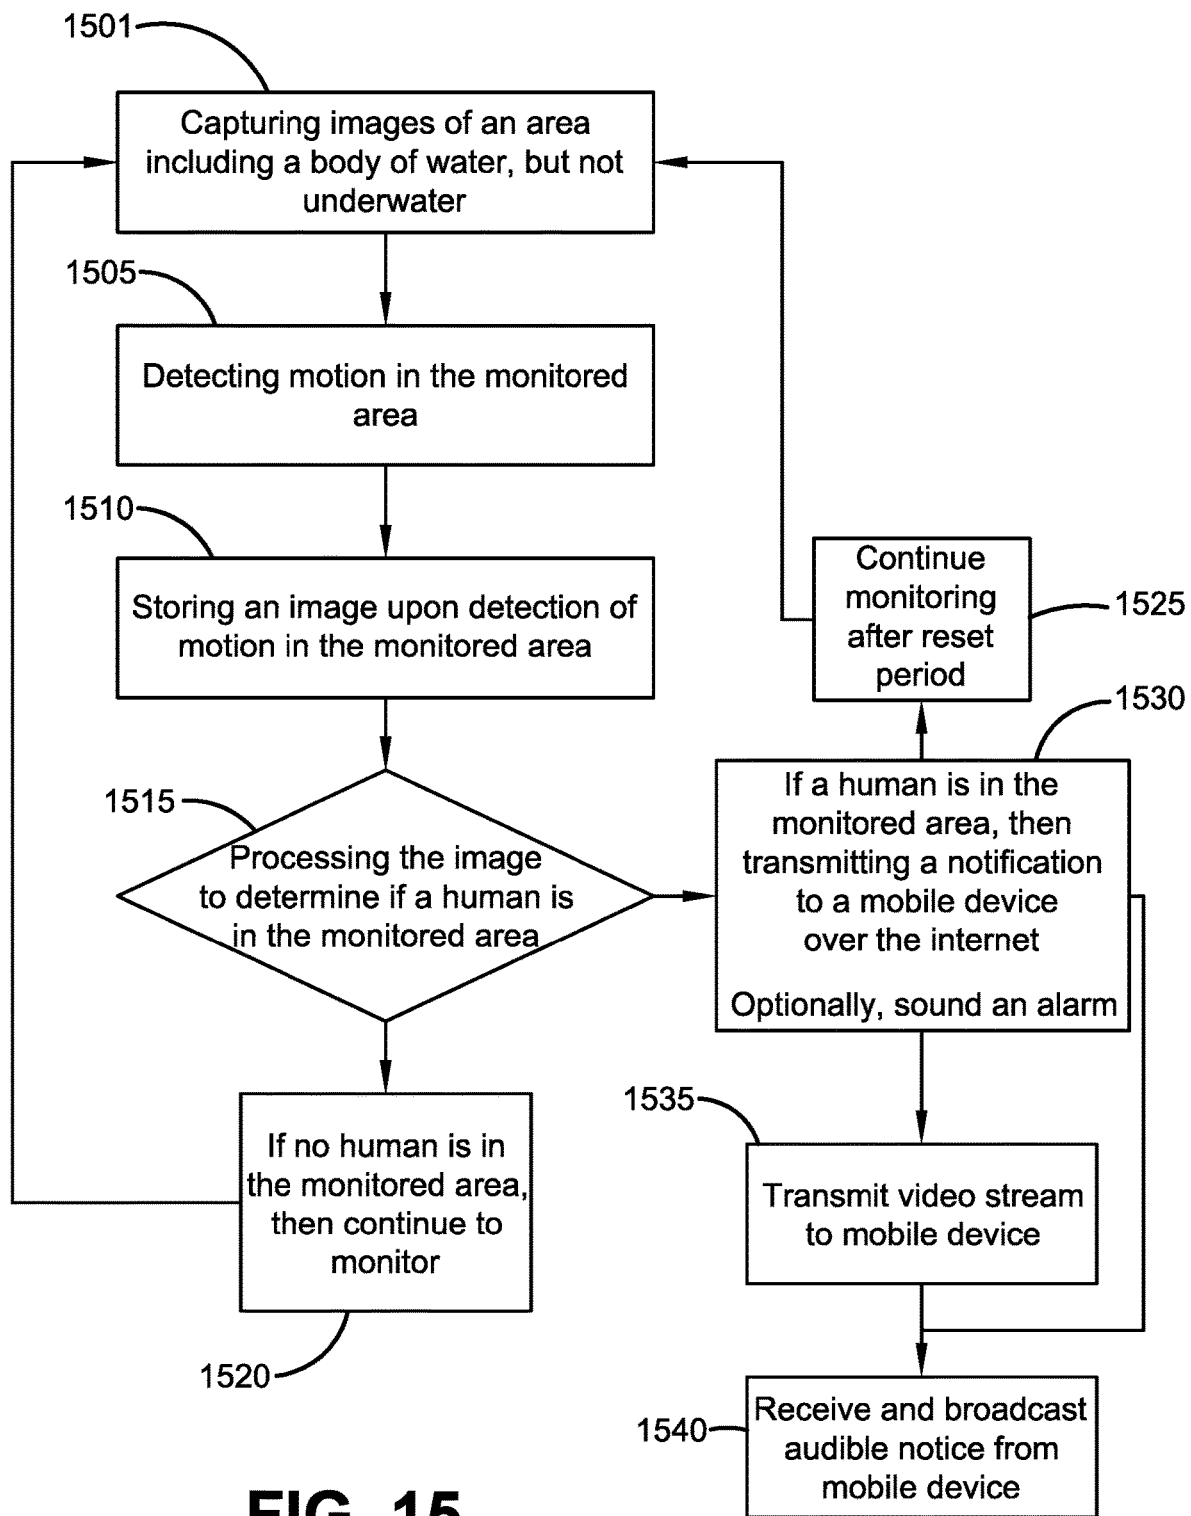 1501
Capturing images of an area
including a body of water, but not
underwater
1505
Detecting motion in the monitored
area
1510
Storing an image upon detection of
motion in the monitored area
Continue
monitoring
after reset
period
1525
1530
1515
Processing the image
to determine if a human is
in the monitored area
If a human is in the
monitored area, then
transmitting a notification
to a mobile device
over the internet
Optionally, sound an alarm
1535
If no human is in
the monitored area,
then continue to
monitor
1520
Transmit video stream
to mobile device
1540
Receive and broadcast
audible notice from
mobile device
FIG. 15